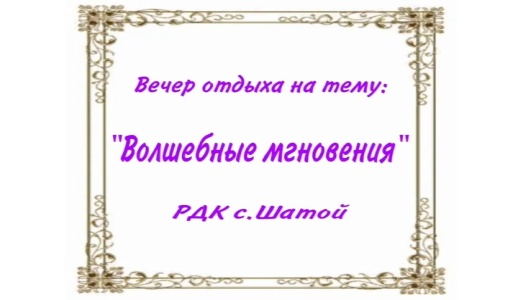 Вечер отдыха на тему:
"Волшебные мгновения"
РДК с.Шатой